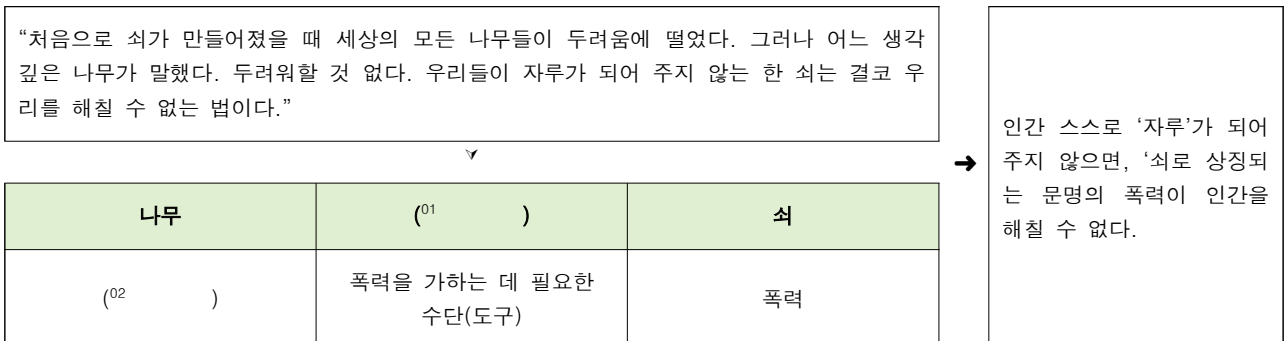 “처음으로 쇠가 만들어졌을 때 세상의 모든 나무들이 두려움에 떨었다. 그러나 어느 생각
깊은 나무가 말했다. 두려워할 것 없다. 우리들이 자루가 되어 주지 않는 한 쇠는 결코 우
리를 해칠 수 없는 법이다.”
나무
(01 )
쇠
(02 )
폭력을 가하는 데 필요한
수단(도구)
폭력
인간 스스로 ‘자루’가 되어
주지 않으면, ‘쇠로 상징되
는 문명의 폭력이 인간을
해칠 수 없다.